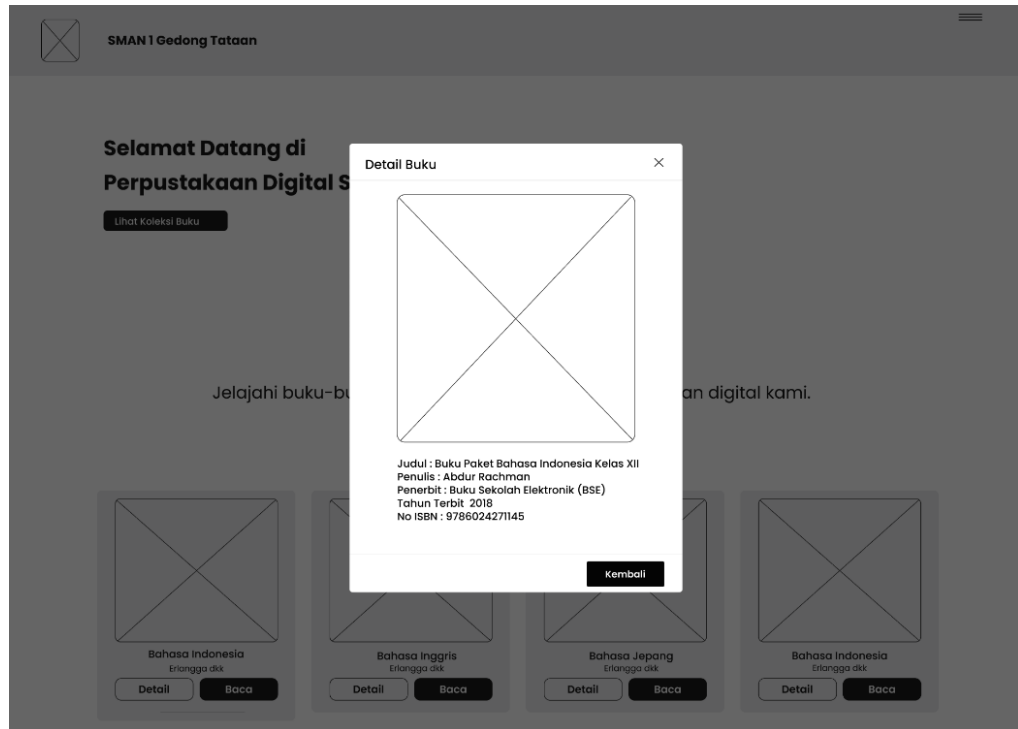 SMAN 1 Gedong Tataan
Selamat Datang di
Perpustakaan Digital S
Lihat Koleksi Buku
Detail Buku
Judul : Buku Paket Bahasa Indonesia Kelas XII
Penulis : Abdur Rachman
Penerbit : Buku Sekolah Elektronik (BSE)
Tahun Terbit 2018
No ISBN : 9786024271145
Kembali
Jelajahi buku-bu an digital kami.
Bahasa Indonesia
Erlangga dkk
Detail Baca
Bahasa Inggris
Erlangga dkk
Detail Baca
Bahasa Jepang
Erlangga dkk
Detail Baca
Bahasa Indonesia
Erlangga dkk
Detail Baca